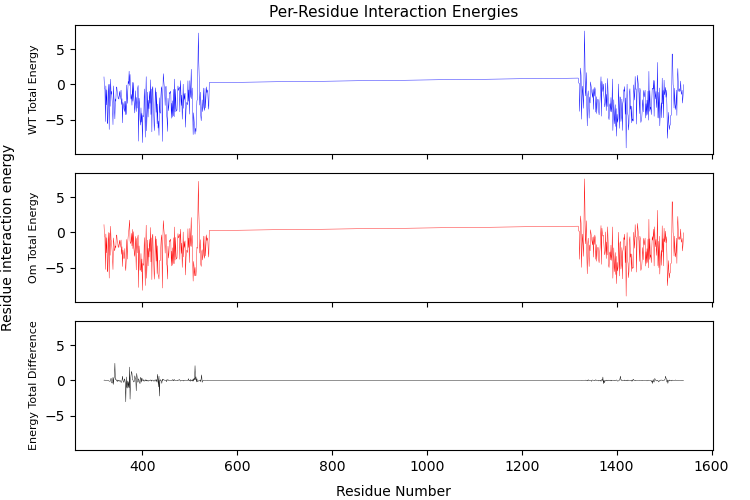 Per-Residue Interaction Energies
Residue interaction energy
WT Total Energy
5
0
−5
Om Total Energy
5
0
−5
Energy Total Difference
5
0
−5
400 600 800 1000 1200 1400 1600
Residue Number